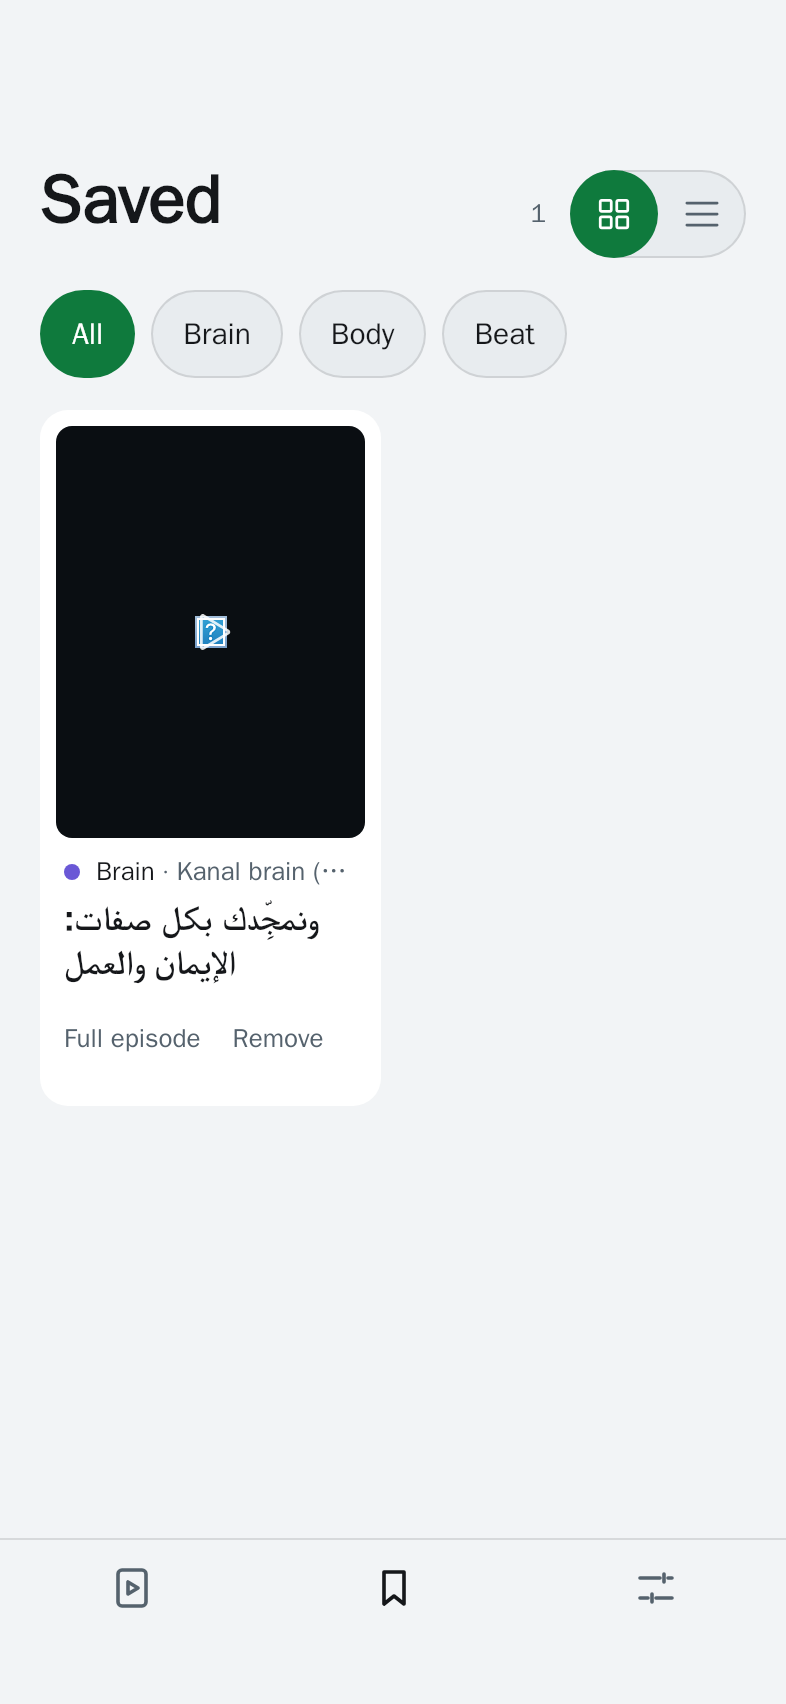 Saved
1
All
Brain
Body
Beat
?
Brain · Kanal brain (···
ونمجِّدك بكل صفات:
الإيمان والعمل
Full episode
Remove